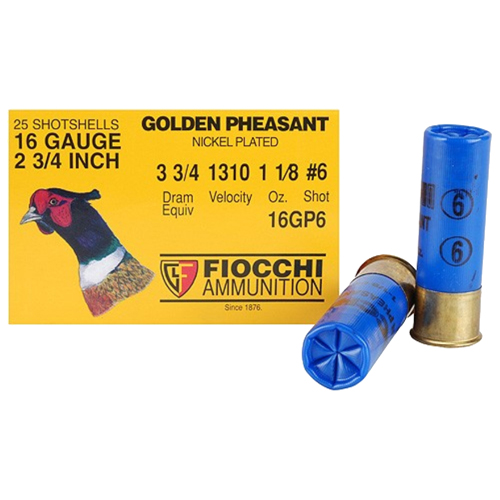 25 SHOTSHELLS
16 GAUGE
2 3/4 INCH
GOLDEN PHEASANT
NICKEL PLATED
3 3/4 1310 1 1/8 #6
Dram Velocity Oz. Shot
Equiv
16GP6
FIOCCHI
AMMUNITION
Since 1876.
6
6